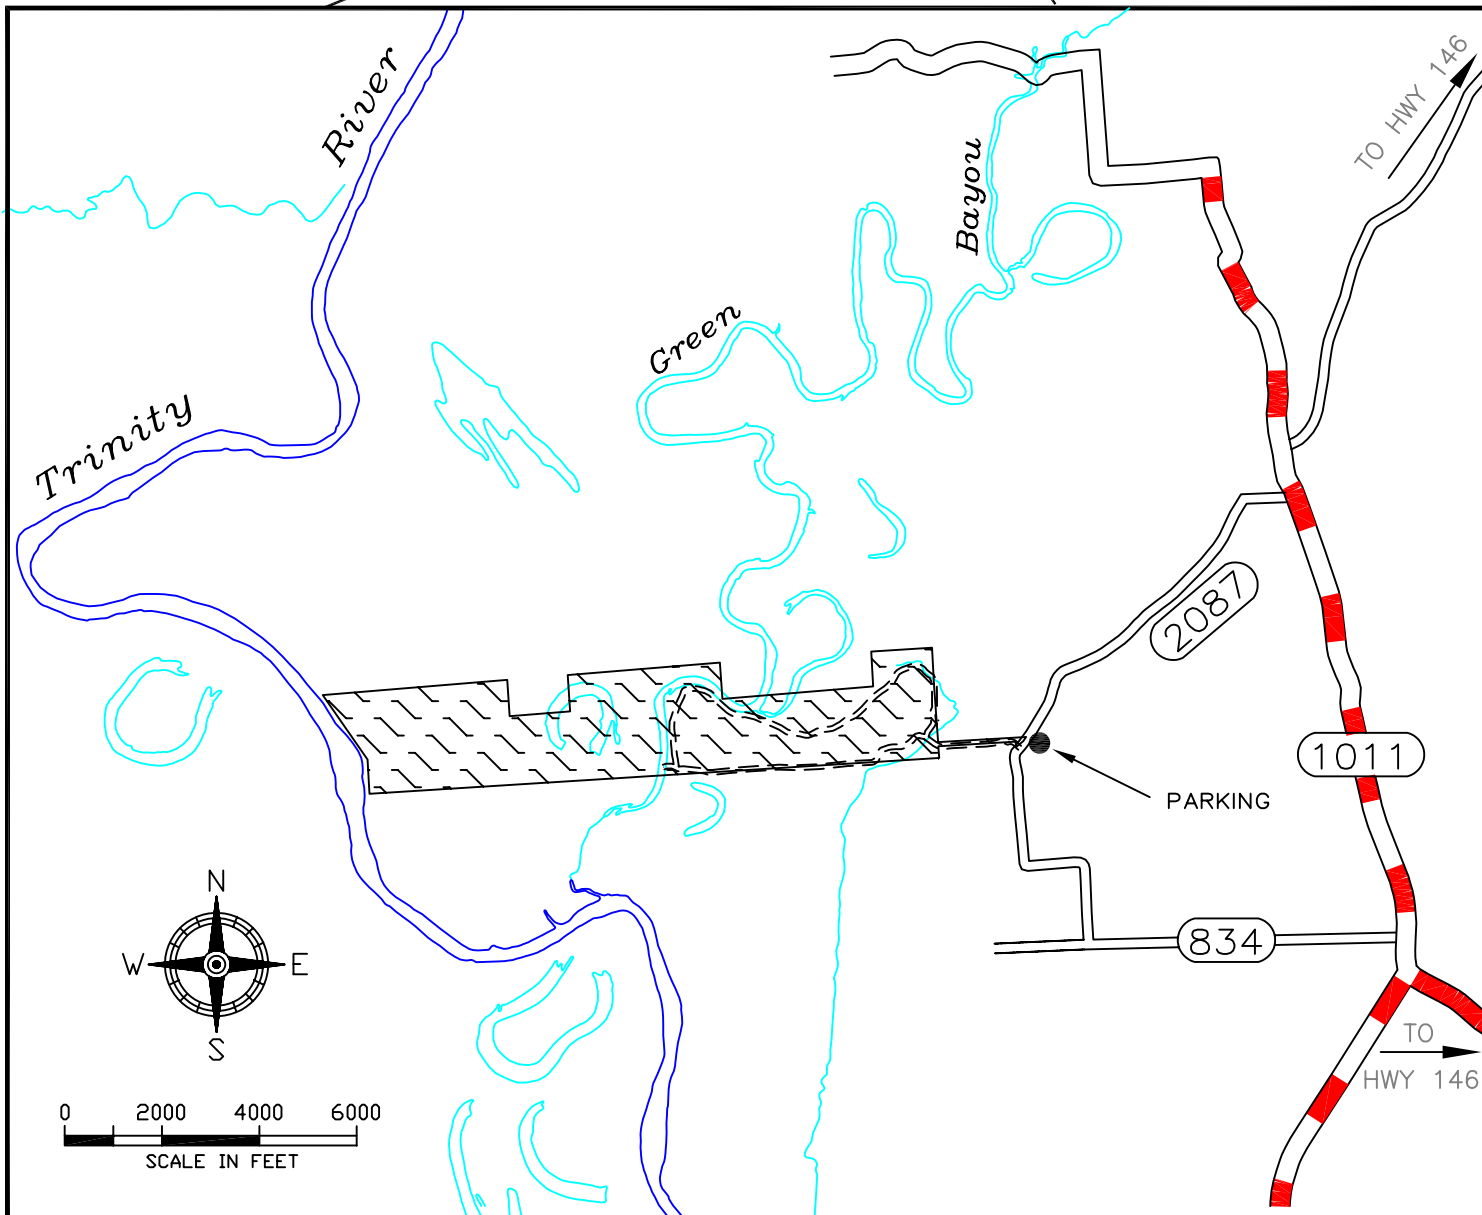 TO HWY 146
River
Bayou
Green
Trinity
2087
1011
PARKING
N
W
E
S
834
TO
HWY 146
0 2000 4000 6000
SCALE IN FEET